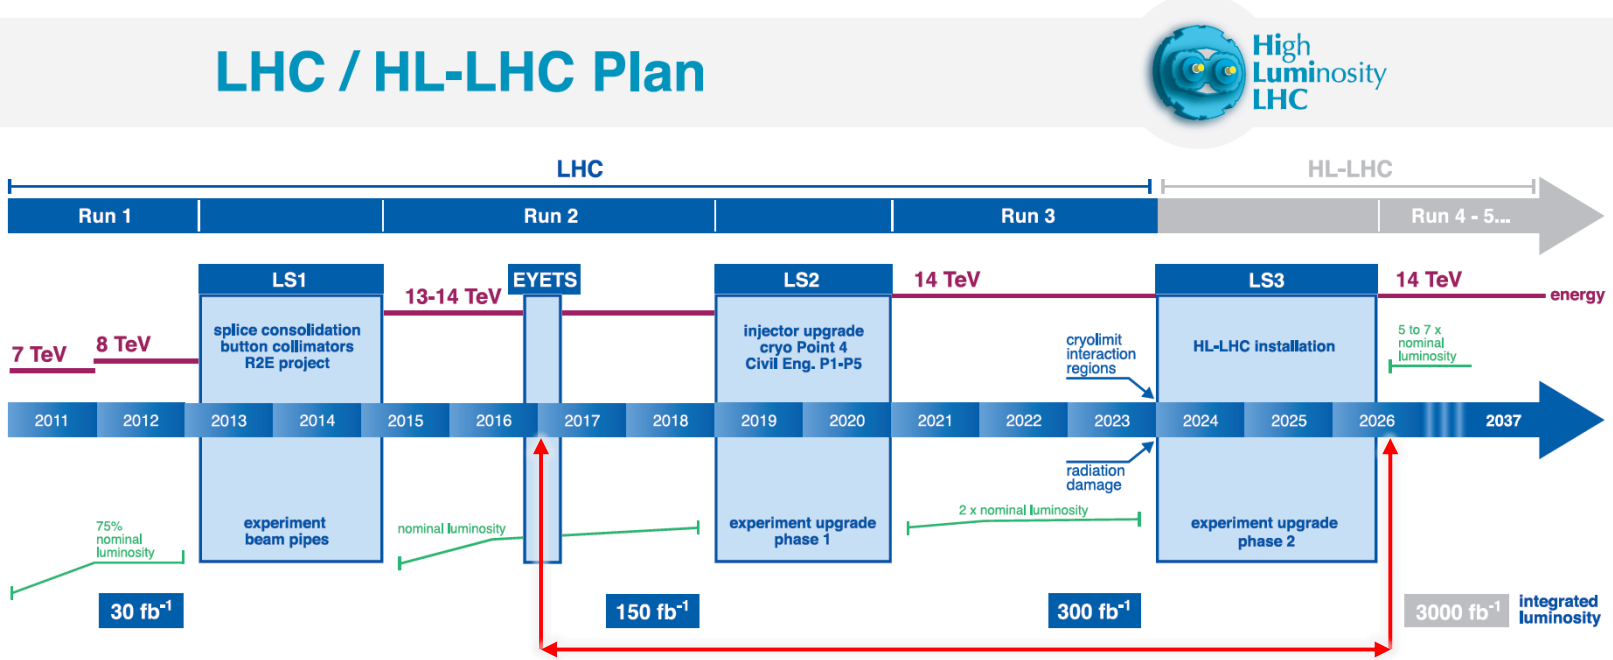 LHC / HL-LHC Plan
High
Luminosity
LHC
LHC
HL-LHC
Run 1
Run 2
Run 3
Run 4 - 5...
LS1
EYETS
LS2
LS3
7 TeV
8 TeV
13-14 TeV
14 TeV
14 TeV
energy
splice consolidation
button collimators
R2E project
injector upgrade
cryo Point 4
Civil Eng. P1-P5
cryolimit
interaction
regions
HL-LHC installation
5 to 7 x
nominal
luminosity
2011
2012
2013
2014
2015
2016
2017
2018
2019
2020
2021
2022
2023
2024
2025
2026
2037
radiation
damage
75%
nominal
luminosity
experiment
beam pipes
nominal luminosity
experiment upgrade
phase 1
2 x nominal luminosity
experiment upgrade
phase 2
30 fb⁻¹
150 fb⁻¹
300 fb⁻¹
3000 fb⁻¹
integrated
luminosity